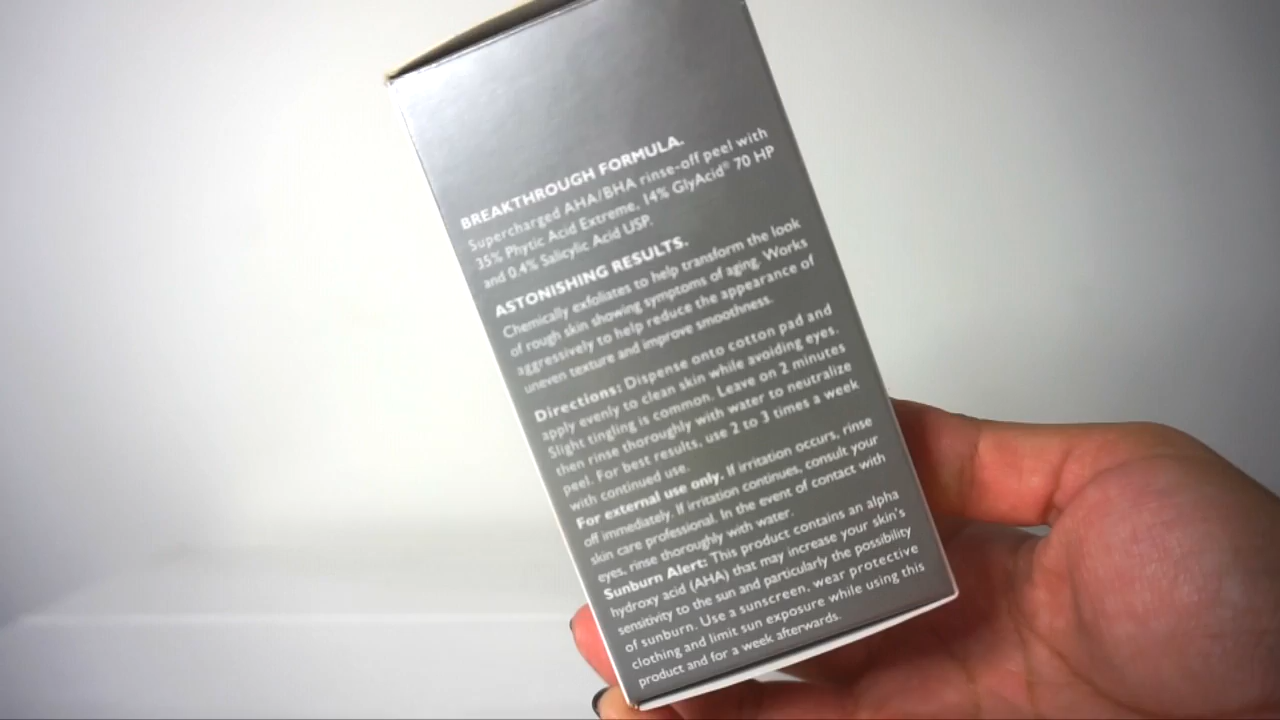 BREAKTHROUGH FORMULA.
Supercharged AHA/BHA rinse-off peel with
35% Phytic Acid Extreme, 14% GlyAcid® 70 HP
and 0.4% Salicylic Acid USP.
ASTONISHING RESULTS.
Chemically exfoliates to help transform the look
of rough skin showing symptoms of aging. Works
aggressively to help reduce the appearance of
uneven texture and improve smoothness.
Directions: Dispense onto cotton pad and
apply evenly to clean skin while avoiding eyes.
Slight tingling is common. Leave on 2 minutes
then rinse thoroughly with water to neutralize
peel. For best results, use 2 to 3 times a week
with continued use.
For external use only. If irritation occurs, rinse
off immediately. If irritation continues, consult your
skin care professional. In the event of contact with
eyes, rinse thoroughly with water.
Sunburn Alert: This product contains an alpha
hydroxy acid (AHA) that may increase your skin's
sensitivity to the sun and particularly the possibility
of sunburn. Use a sunscreen, wear protective
clothing and limit sun exposure while using this
product and for a week afterwards.